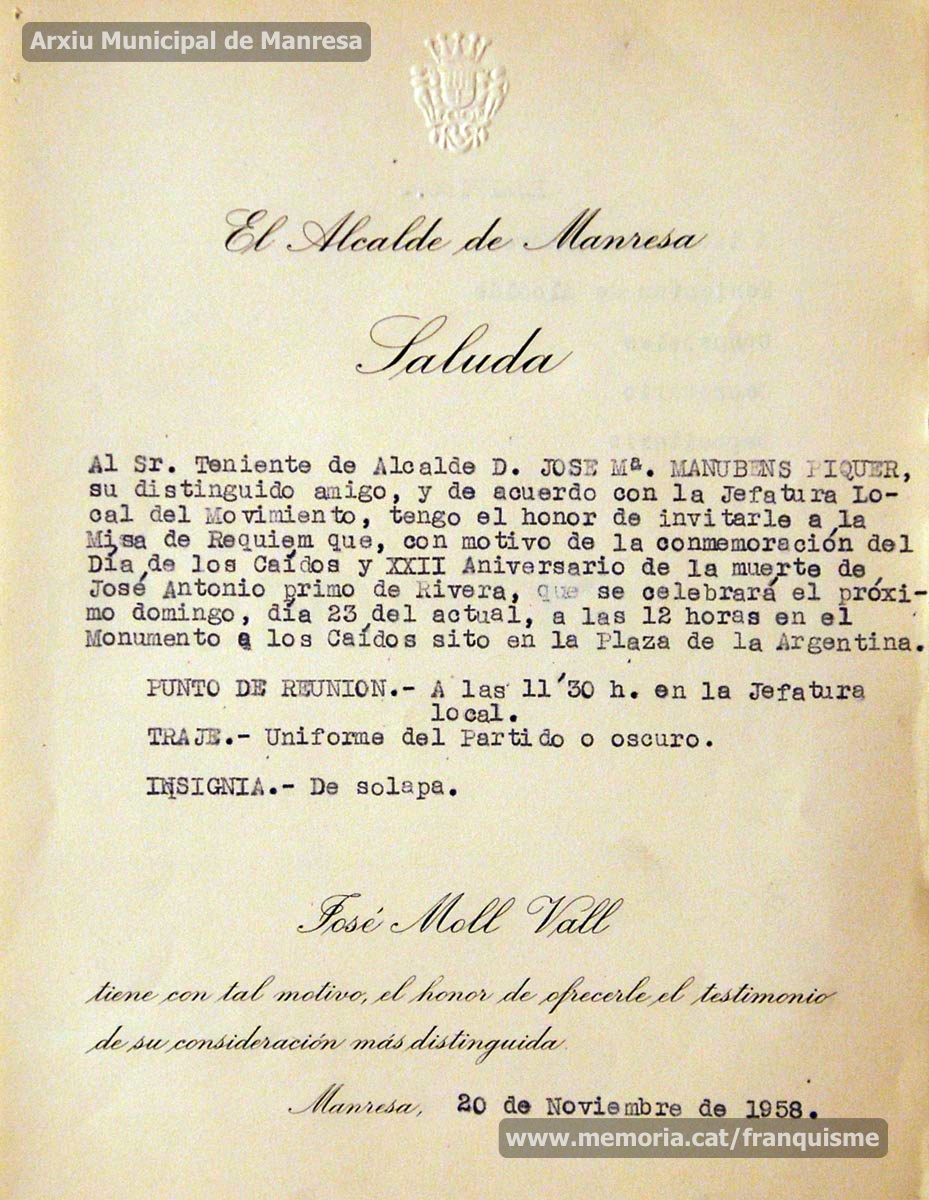 Arxiu Municipal de Manresa
El Alcalde de Manresa
Saluda
Al Sr. Teniente de Alcalde D. JOSE Mª. MANUBENS PIQUER,
su distinguido amigo, y de acuerdo con la Jefatura Lo-
cal del Movimiento, tengo el honor de invitarle a la
Misa de Requiem que, con motivo de la conmemoración del
Día de los Caídos y XXII Aniversario de la muerte de
José Antonio primo de Rivera, que se celebrará el próxi-
mo domingo, día 23 del actual, a las 12 horas en el
Monumento a los Caídos sito en la Plaza de la Argentina.
PUNTO DE REUNION.- A las 11'30 h. en la Jefatura
local.
TRAJE.- Uniforme del Partido o oscuro.
INSIGNIA.- De solapa.
José Moll Vall
tiene con tal motivo, el honor de ofrecerle el testimonio
de su consideración más distinguida.
Manresa, 20 de Noviembre de 1958.
www.memoria.cat/franquisme